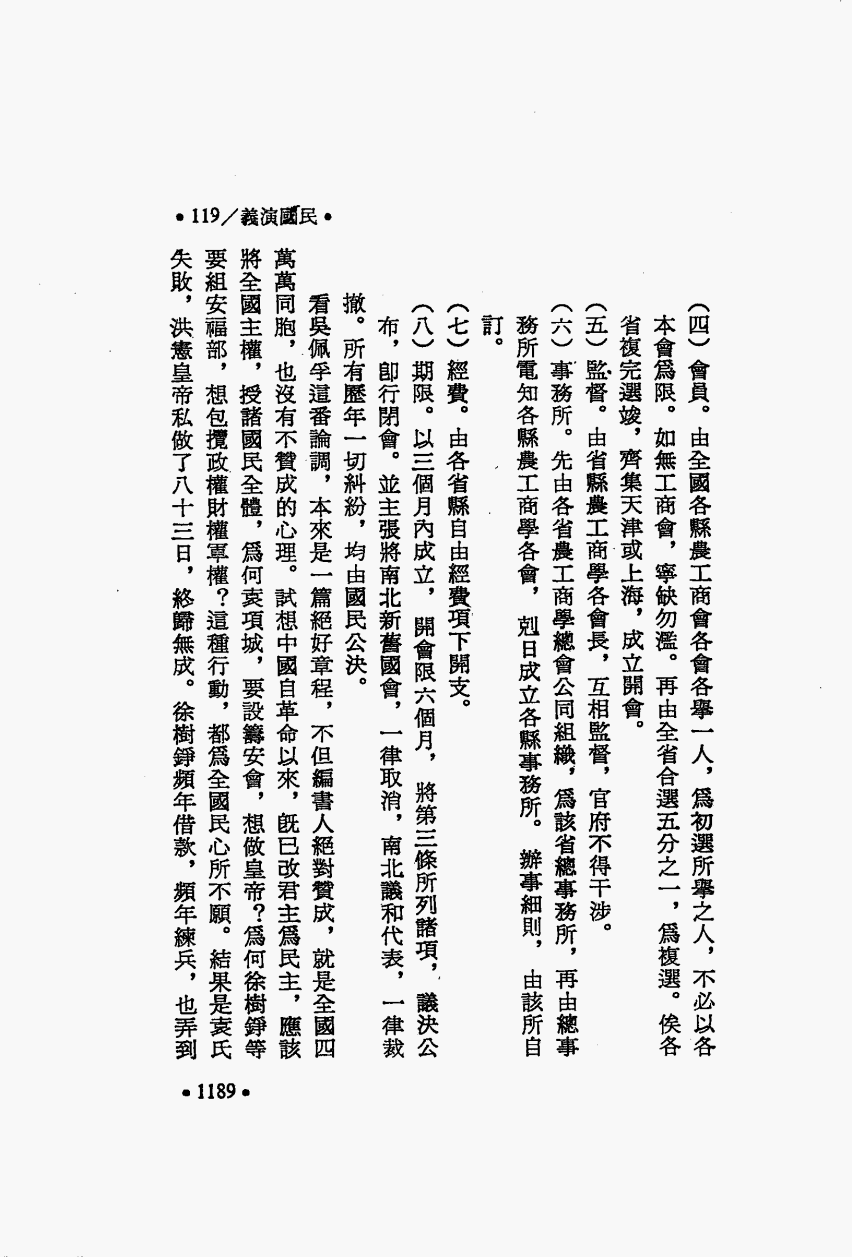 •119/義演國民•
（四）會員。由全國各縣農工商會各會各舉一人，爲初選所舉之人，不必以各
本會爲限。如無工商會，寧缺勿濫。再由全省合選五分之一，爲複選。俟各
省複完選竣，齊集天津或上海，成立開會。
（五）監督。由省縣農工商學各會長，互相監督，官府不得干涉。
（六）事務所。先由各省農工商學總會公同組織，爲該省總事務所，再由總事
務所電知各縣農工商學各會，剋日成立各縣事務所。辦事細則，由該所自
訂。
（七）經費。由各省縣自由經費項下開支。
（八）期限。以三個月內成立，開會限六個月，將第三條所列諸項，議決公
布，卽行閉會。並主張將南北新舊國會，一律取消，南北議和代表，一律裁
撤。所有歷年一切糾紛，均由國民公決。
看吳佩孚這番論調，本來是一篇絕好章程，不但編書人絕對贊成，就是全國四
萬萬同胞，也沒有不贊成的心理。試想中國自革命以來，旣已改君主爲民主，應該
將全國主權，授諸國民全體，爲何袁項城，要設籌安會，想做皇帝？爲何徐樹錚等
要組安福部，想包攬政權財權軍權？這種行動，都爲全國民心所不願。結果是袁氏
失敗，洪憲皇帝私做了八十三日，終歸無成。徐樹錚頻年借款，頻年練兵，也弄到
•1189•